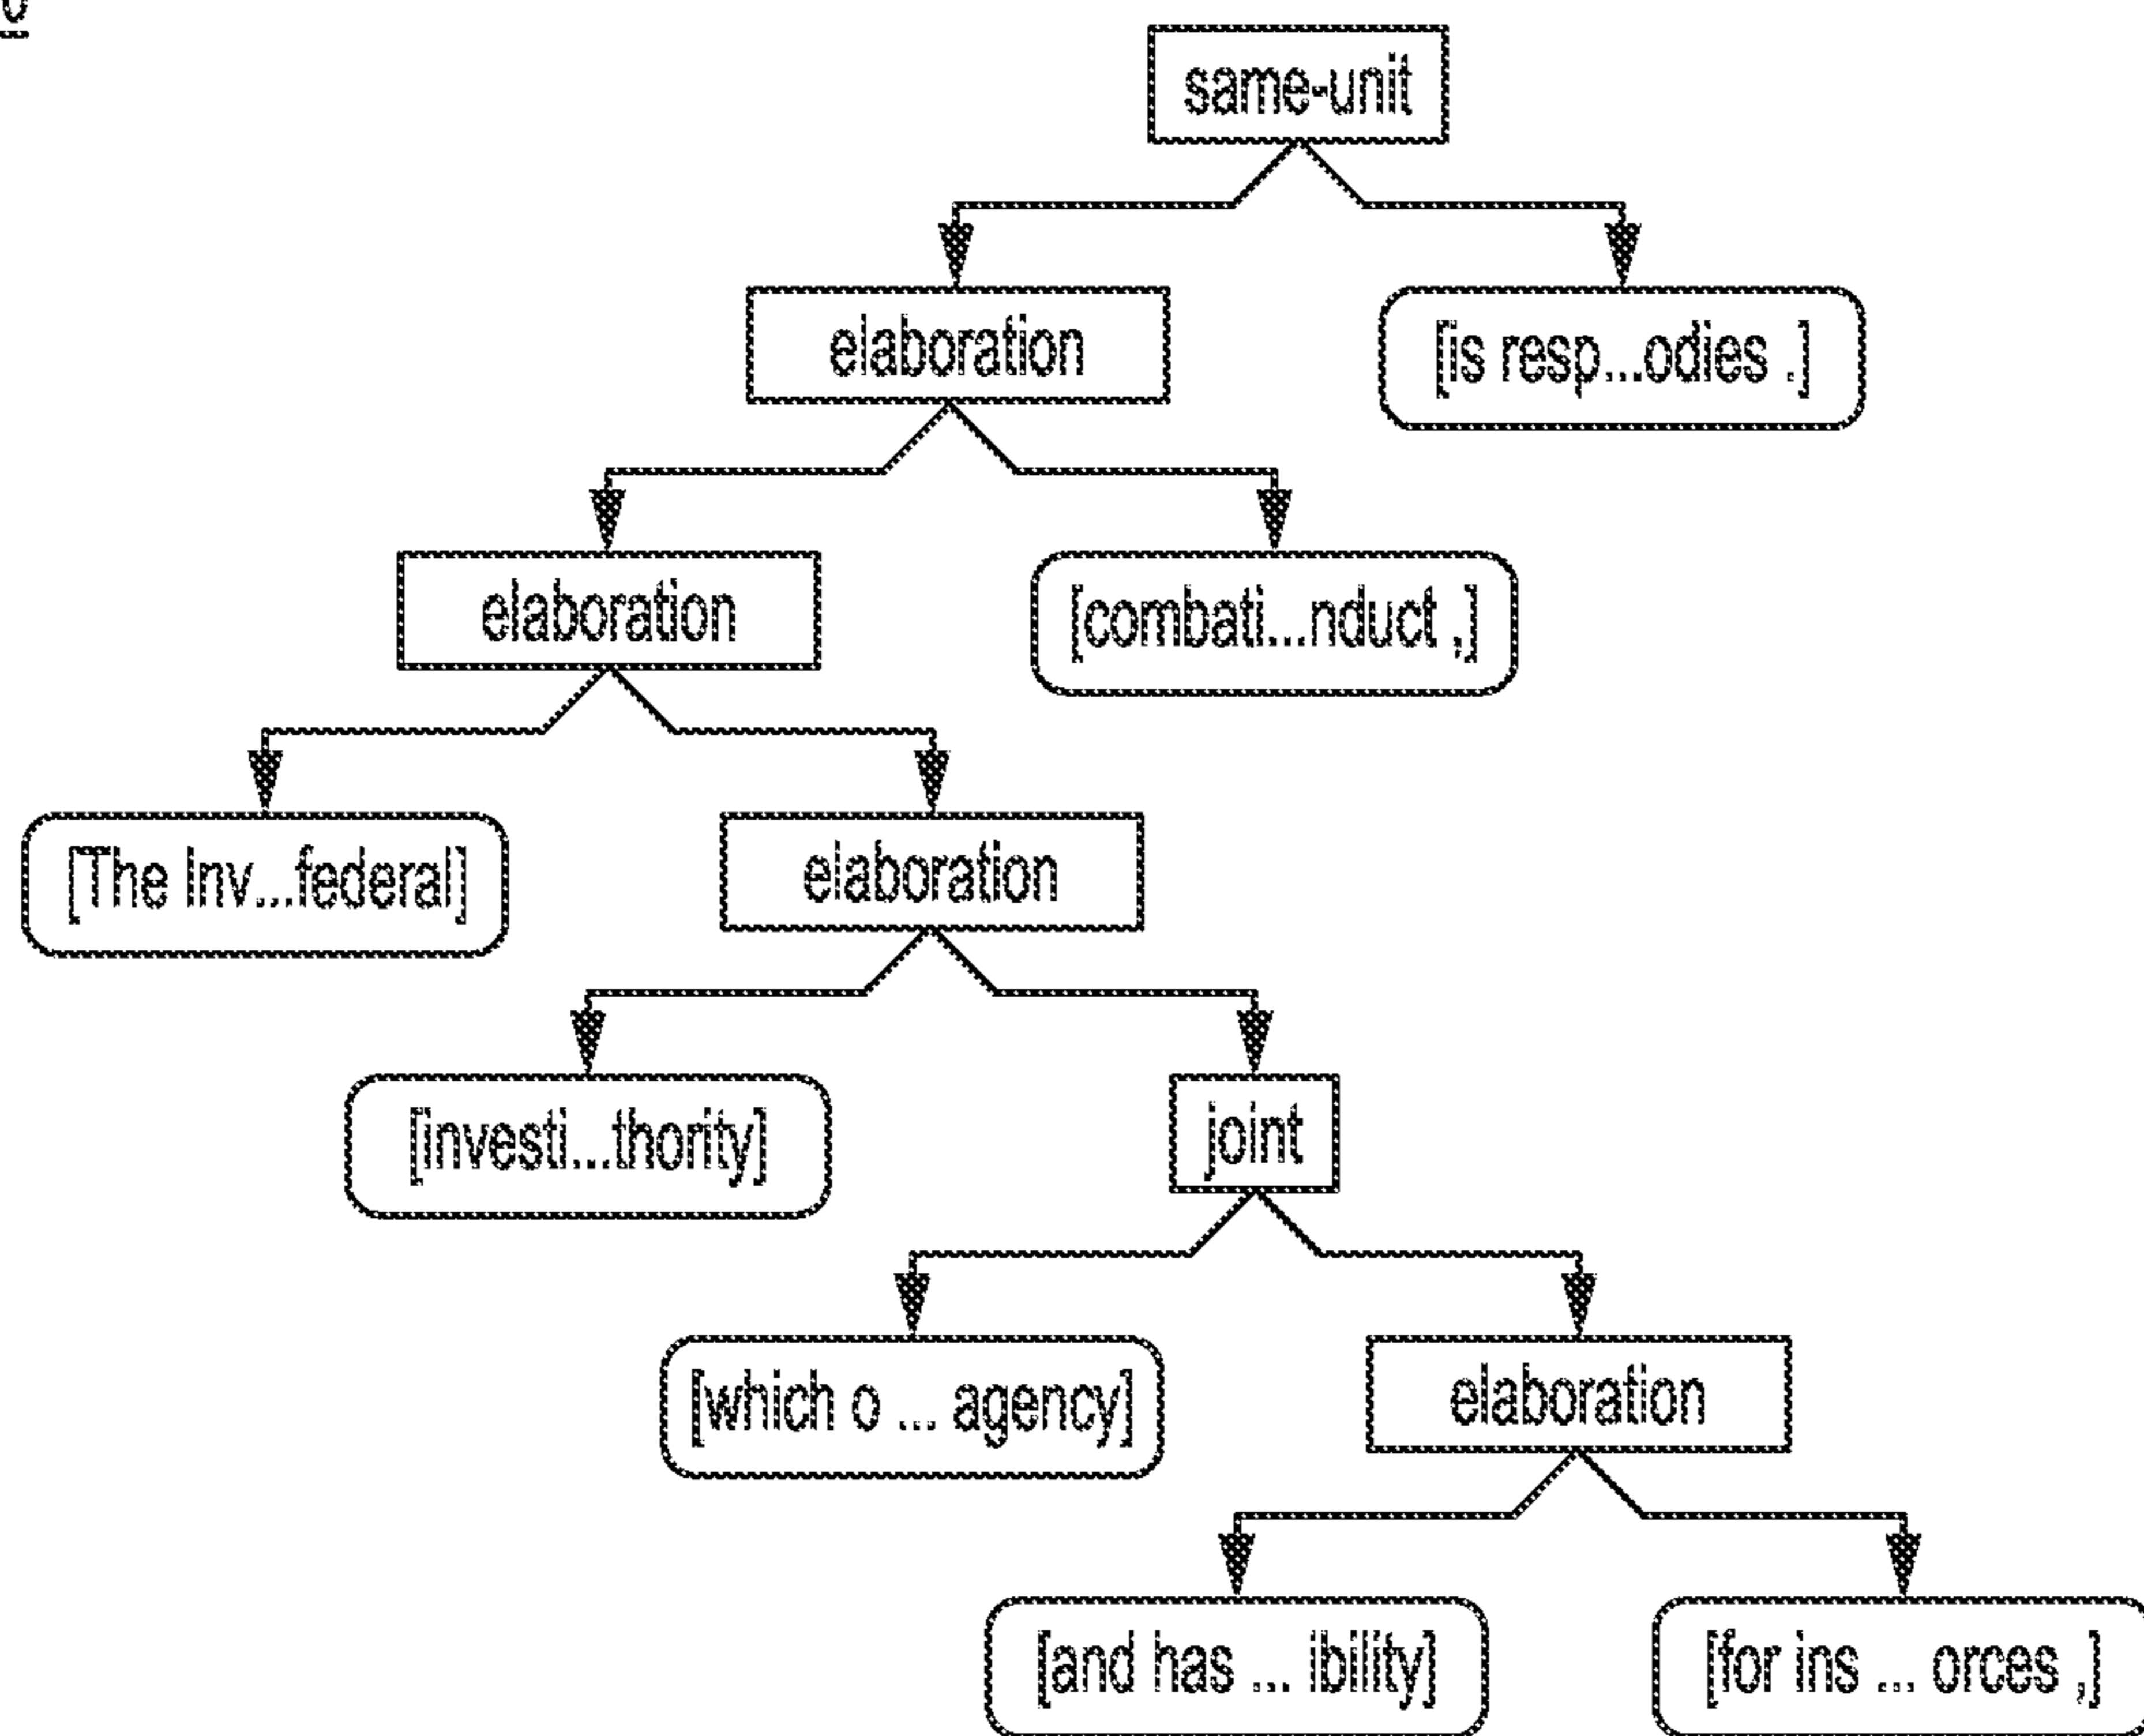 same-unit
elaboration
[is resp...odies .]
elaboration
[combati...nduct ,]
[The Inv...federal]
elaboration
[investi...thority]
joint
[which o ... agency]
elaboration
[and has ... ibility]
[for ins ... orces ,]